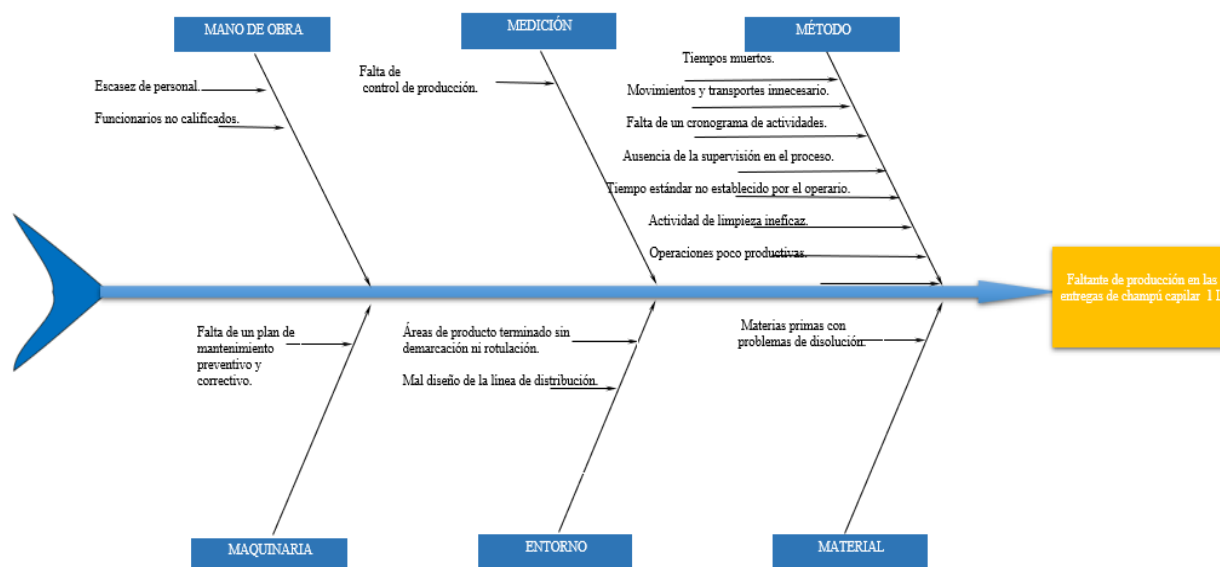 MANO DE OBRA
MEDICIÓN
MÉTODO
Escasez de personal.
Funcionarios no calificados.
Falta de
control de producción.
Tiempos muertos.
Movimientos y transportes innecesario.
Falta de un cronograma de actividades.
Ausencia de la supervisión en el proceso.
Tiempo estándar no establecido por el operario.
Actividad de limpieza ineficaz.
Operaciones poco productivas.
Faltante de producción en las
entregas de champú capilar 1
Falta de un plan de
mantenimiento
preventivo y
correctivo.
Áreas de producto terminado sin
demarcación ni rotulación.
Mal diseño de la línea de distribución.
Materias primas con
problemas de disolución.
MAQUINARIA
ENTORNO
MATERIAL